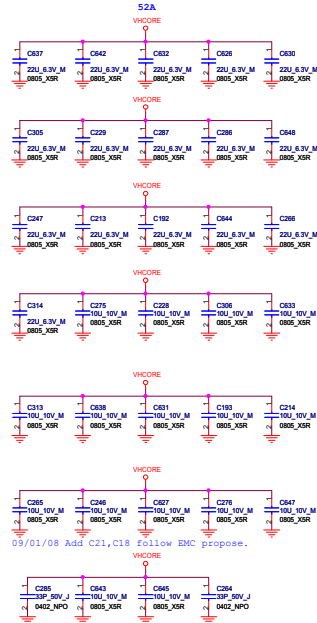 52A
VHCORE
C637 C642 C632 C626 C630
22U_6.3V_M 22U_6.3V_M 22U_6.3V_M 22U_6.3V_M 22U_6.3V_M
0805_X5R 0805_X5R 0805_X5R 0805_X5R 0805_X5R
VHCORE
C305 C229 C287 C286 C648
22U_6.3V_M 22U_6.3V_M 22U_6.3V_M 22U_6.3V_M 22U_6.3V_M
0805_X5R 0805_X5R 0805_X5R 0805_X5R 0805_X5R
VHCORE
C247 C213 C192 C644 C266
22U_6.3V_M 22U_6.3V_M 22U_6.3V_M 22U_6.3V_M 22U_6.3V_M
0805_X5R 0805_X5R 0805_X5R 0805_X5R 0805_X5R
VHCORE
C314 C275 C228 C306 C633
22U_6.3V_M 10U_10V_M 10U_10V_M 10U_10V_M 10U_10V_M
0805_X5R 0805_X5R 0805_X5R 0805_X5R 0805_X5R
VHCORE
C313 C638 C631 C193 C214
10U_10V_M 10U_10V_M 10U_10V_M 10U_10V_M 10U_10V_M
0805_X5R 0805_X5R 0805_X5R 0805_X5R 0805_X5R
VHCORE
C265 C246 C627 C276 C647
10U_10V_M 10U_10V_M 10U_10V_M 10U_10V_M 10U_10V_M
0805_X5R 0805_X5R 0805_X5R 0805_X5R 0805_X5R
09/01/08 Add C21,C18 follow EMC propose.
VHCORE
C285 C643 C645 C264
33P_50V_J 10U_10V_M 10U_10V_M 33P_50V_J
0402_NPO 0805_X5R 0805_X5R 0402_NPO